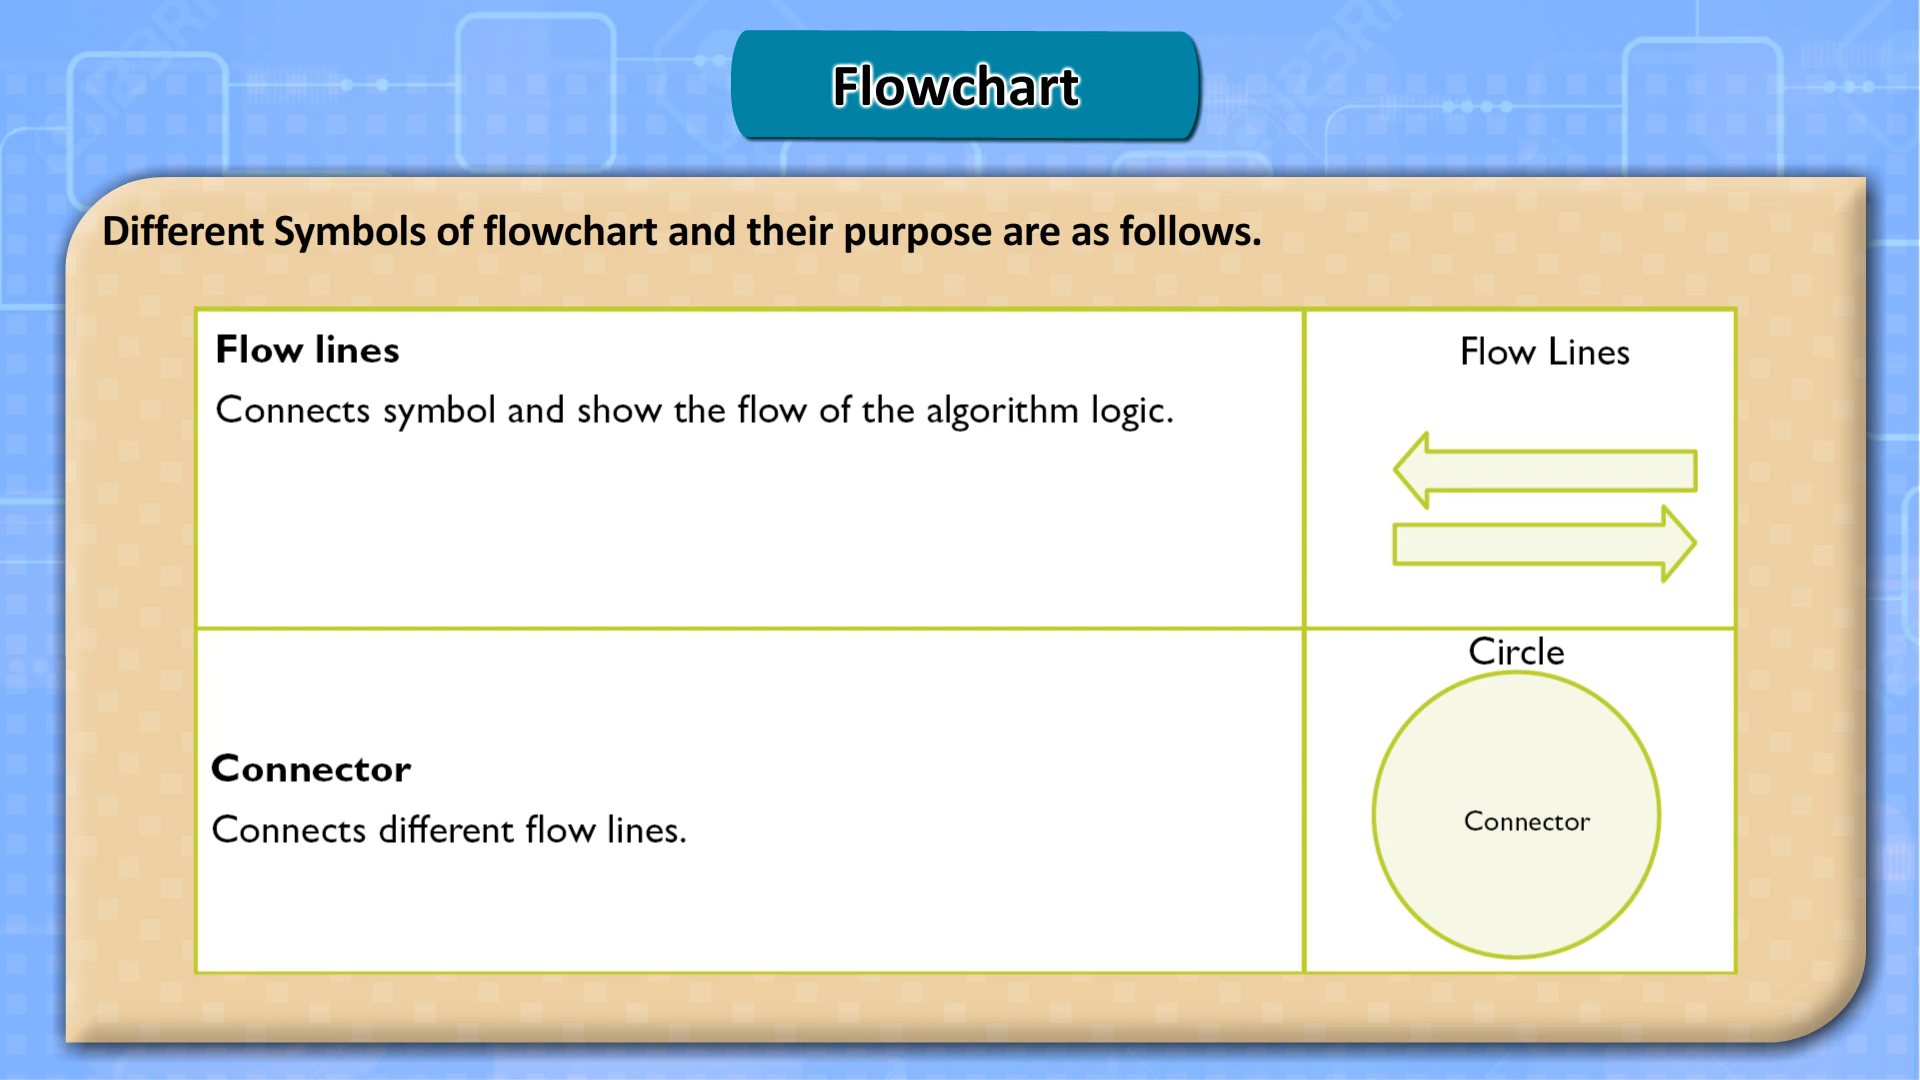 Flowchart
Different Symbols of flowchart and their purpose are as follows.
Flow lines
Connects symbol and show the flow of the algorithm logic.
Flow Lines
Connector
Connects different flow lines.
Circle
Connector